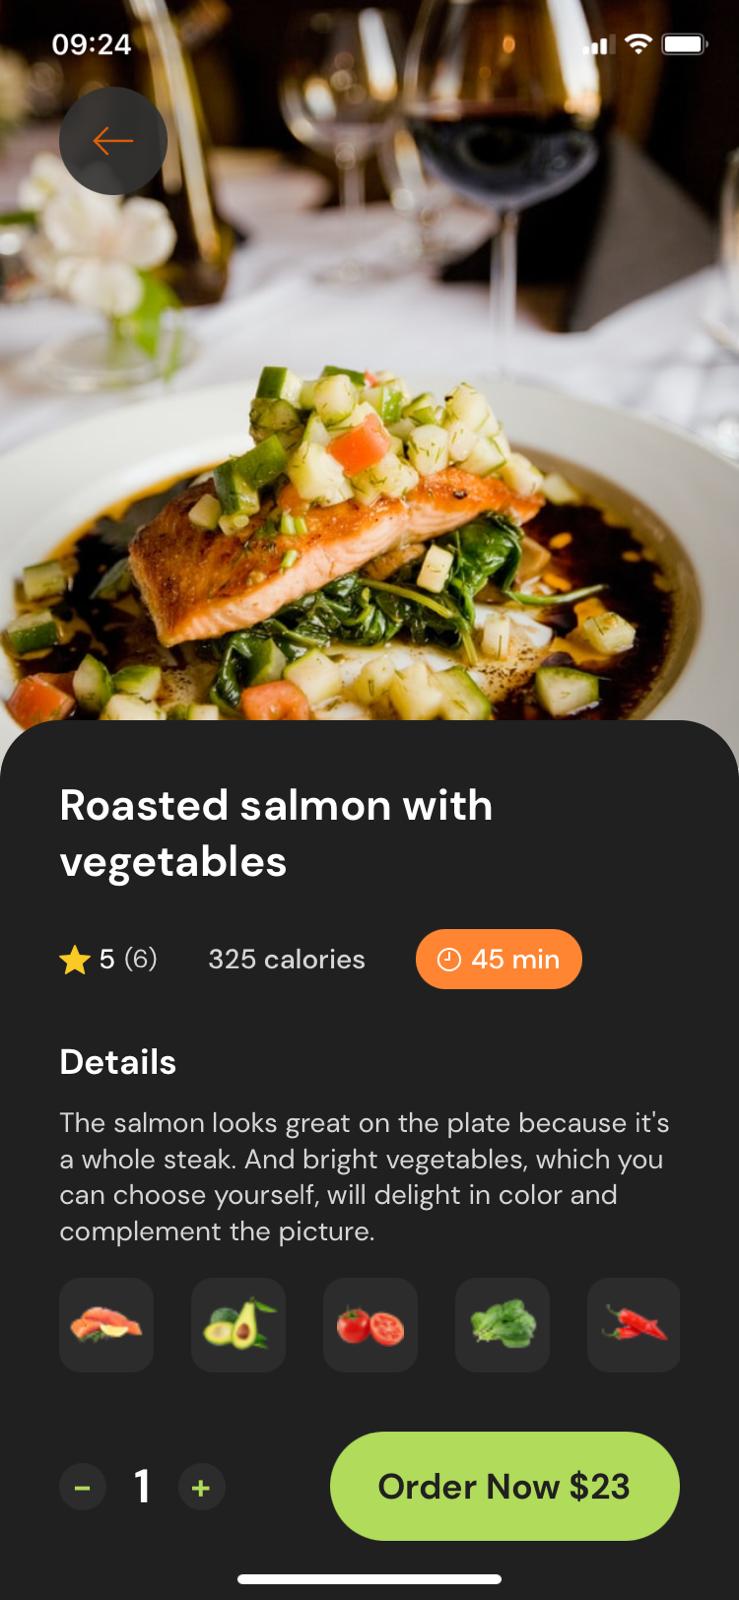 09:24
Roasted salmon with
vegetables
5 (6) 325 calories 45 min
Details
The salmon looks great on the plate because it's
a whole steak. And bright vegetables, which you
can choose yourself, will delight in color and
complement the picture.
- 1 + Order Now $23